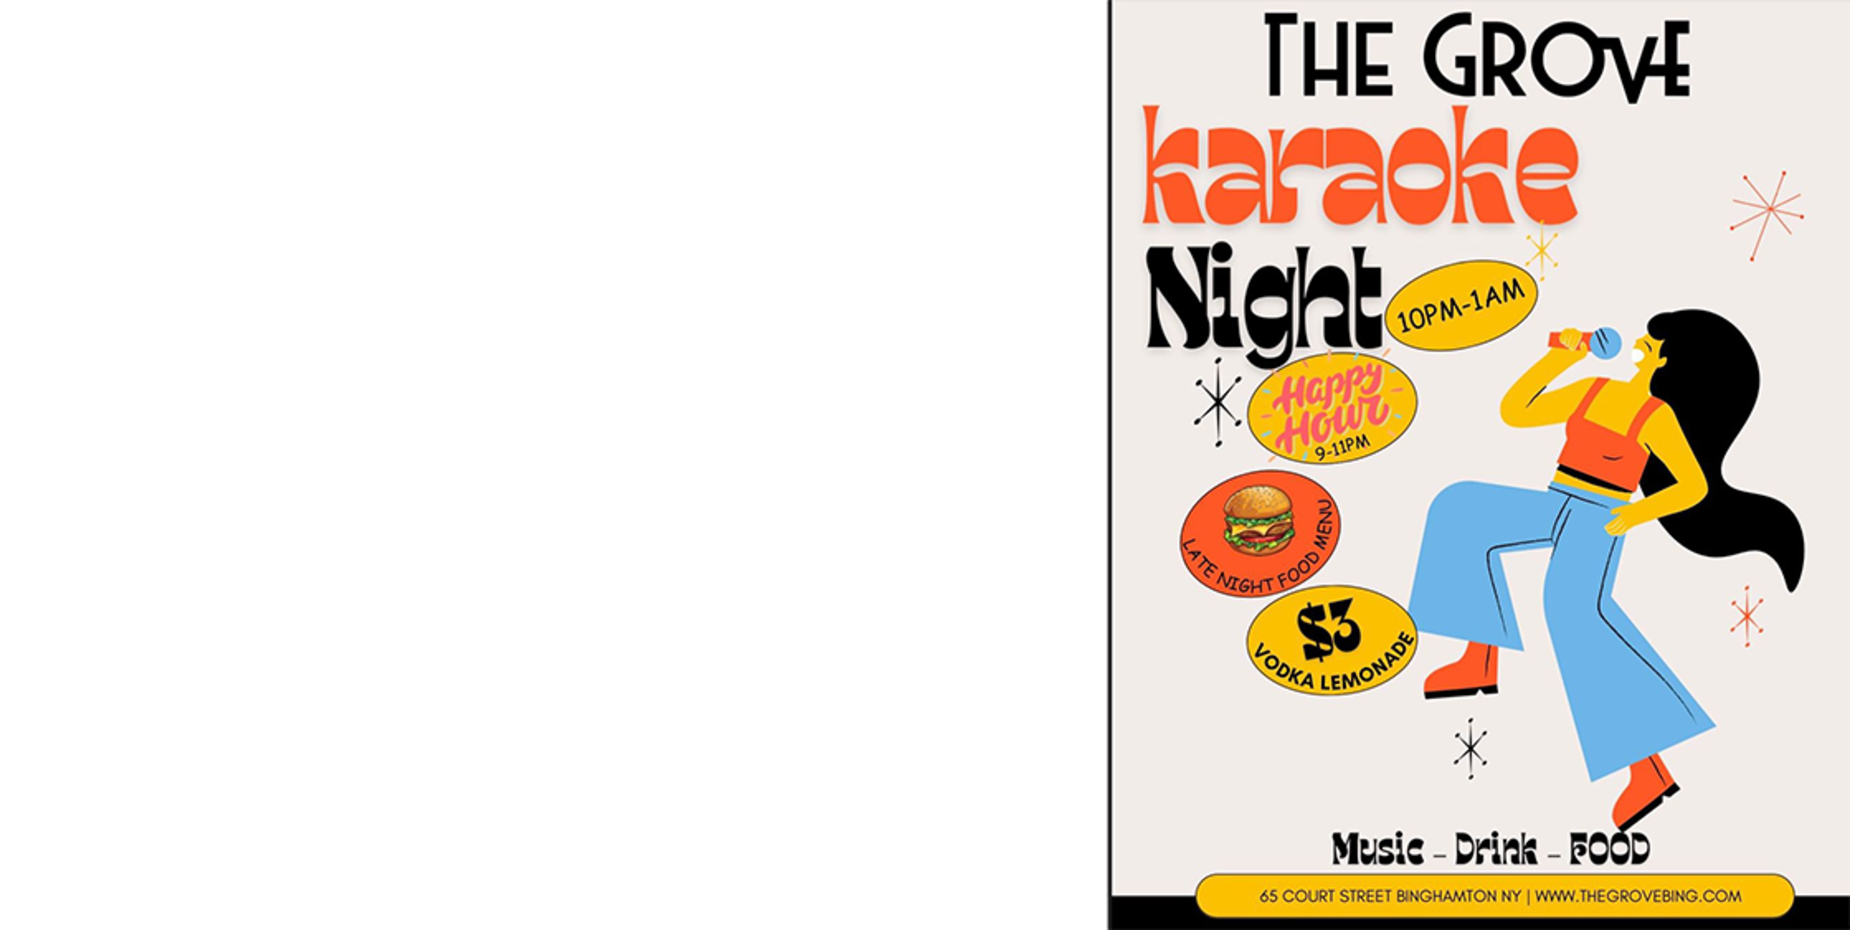 THE GROVE
karaoke
Night
10PM-1AM
Happy
Hour
9-11PM
LATE NIGHT FOOD MENU
$3
VODKA LEMONADE
Music - Drink - FOOD
65 COURT STREET BINGHAMTON NY | WWW.THEGROVEBING.COM